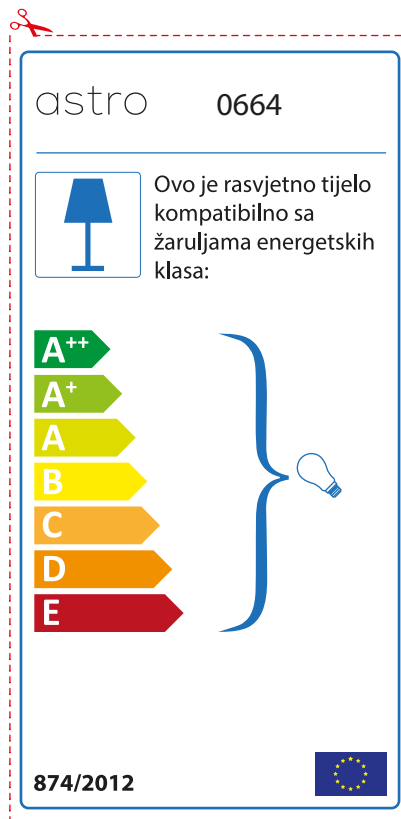 astro 0664
Ovo je rasvjetno tijelo
kompatibilno sa
žaruljama energetskih
klasa:
A++
A+
A
B
C
D
E
874/2012